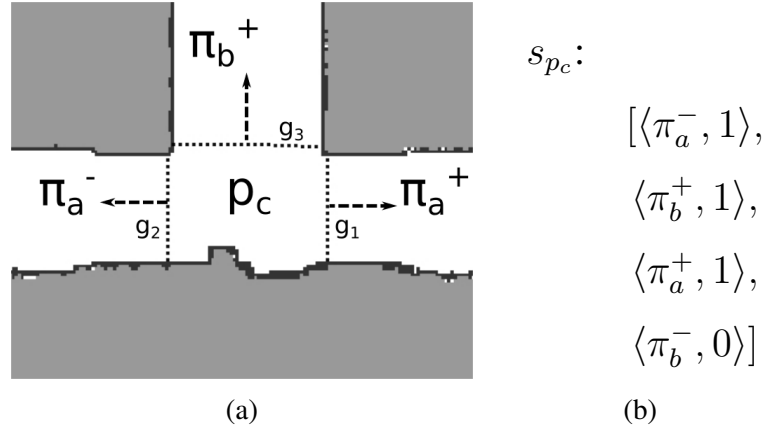 π_b^+
g_3
π_a^- p_c π_a^+
g_2 g_1
(a)
s_{p_c}:
[⟨π_a^-, 1⟩,
⟨π_b^+, 1⟩,
⟨π_a^+, 1⟩,
⟨π_b^-, 0⟩]
(b)